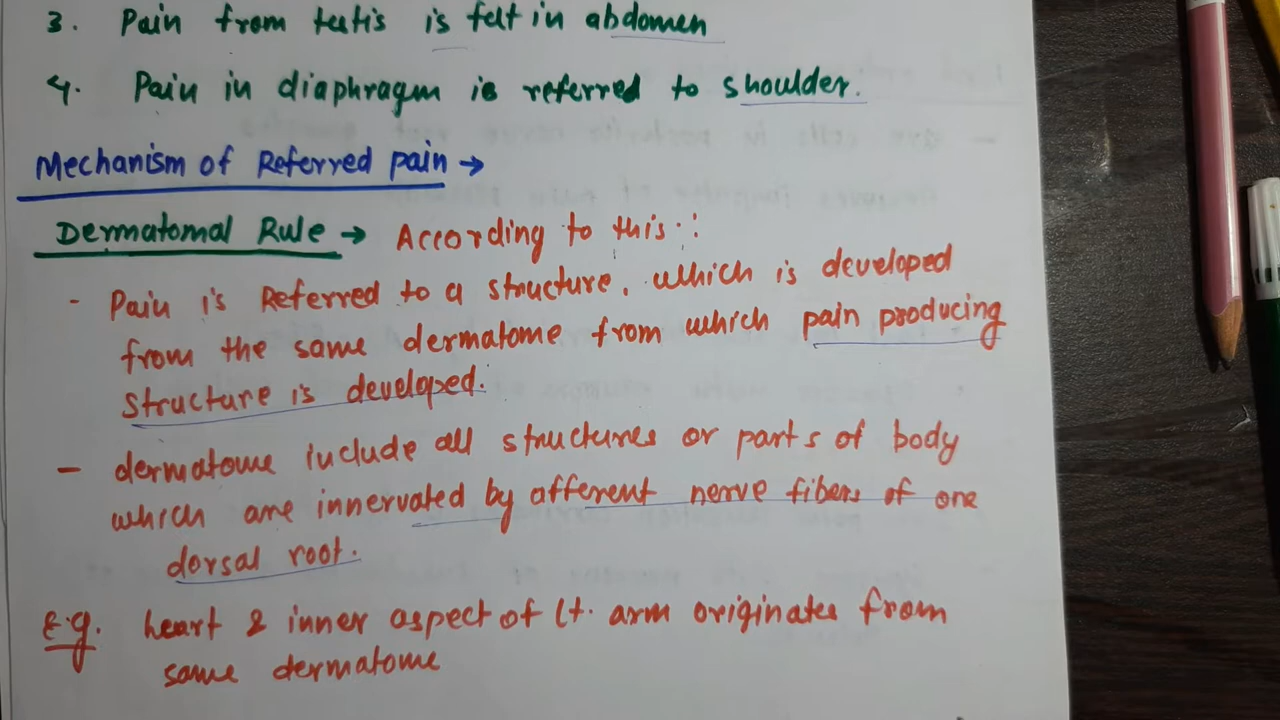 3. Pain from testis is felt in abdomen
4. Pain in diaphragm is referred to shoulder.
Mechanism of Referred pain →
Dermatomal Rule → According to this :
- Pain is Referred to a structure, which is developed
from the same dermatome from which pain producing
structure is developed.
- dermatome include all structures or parts of body
which are innervated by afferent nerve fibers of one
dorsal root.
E.g. heart & inner aspect of Lt. arm originates from
same dermatome